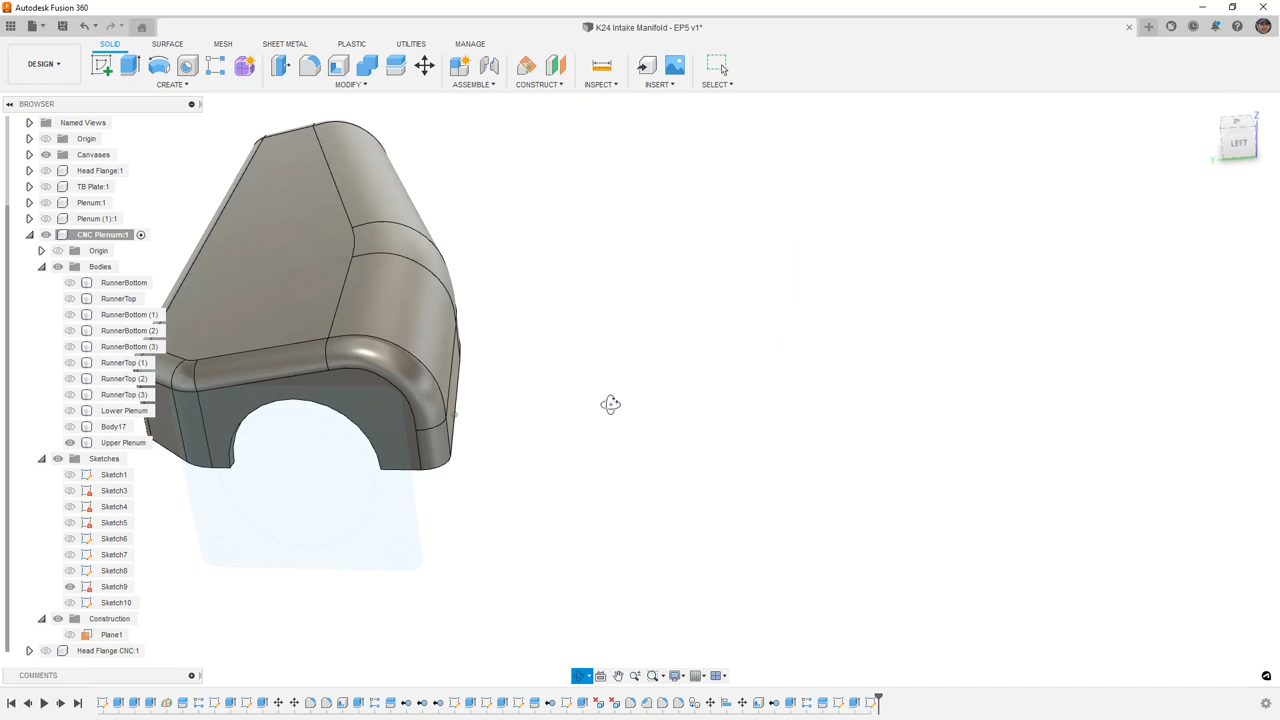 Autodesk Fusion 360
K24 Intake Manifold - EP5 v1*
SOLID SURFACE MESH SHEET METAL PLASTIC UTILITIES MANAGE
DESIGN
CREATE MODIFY ASSEMBLE CONSTRUCT INSPECT INSERT SELECT
BROWSER
Named Views
Origin
Canvases
Head Flange:1
TB Plate:1
Plenum:1
Plenum (1):1
CNC Plenum:1
Origin
Bodies
RunnerBottom
RunnerTop
RunnerBottom (1)
RunnerBottom (2)
RunnerBottom (3)
RunnerTop (1)
RunnerTop (2)
RunnerTop (3)
Lower Plenum
Body17
Upper Plenum
Sketches
Sketch1
Sketch3
Sketch4
Sketch5
Sketch6
Sketch7
Sketch8
Sketch9
Sketch10
Construction
Plane1
Head Flange CNC:1
COMMENTS
Z
LEFT
Y